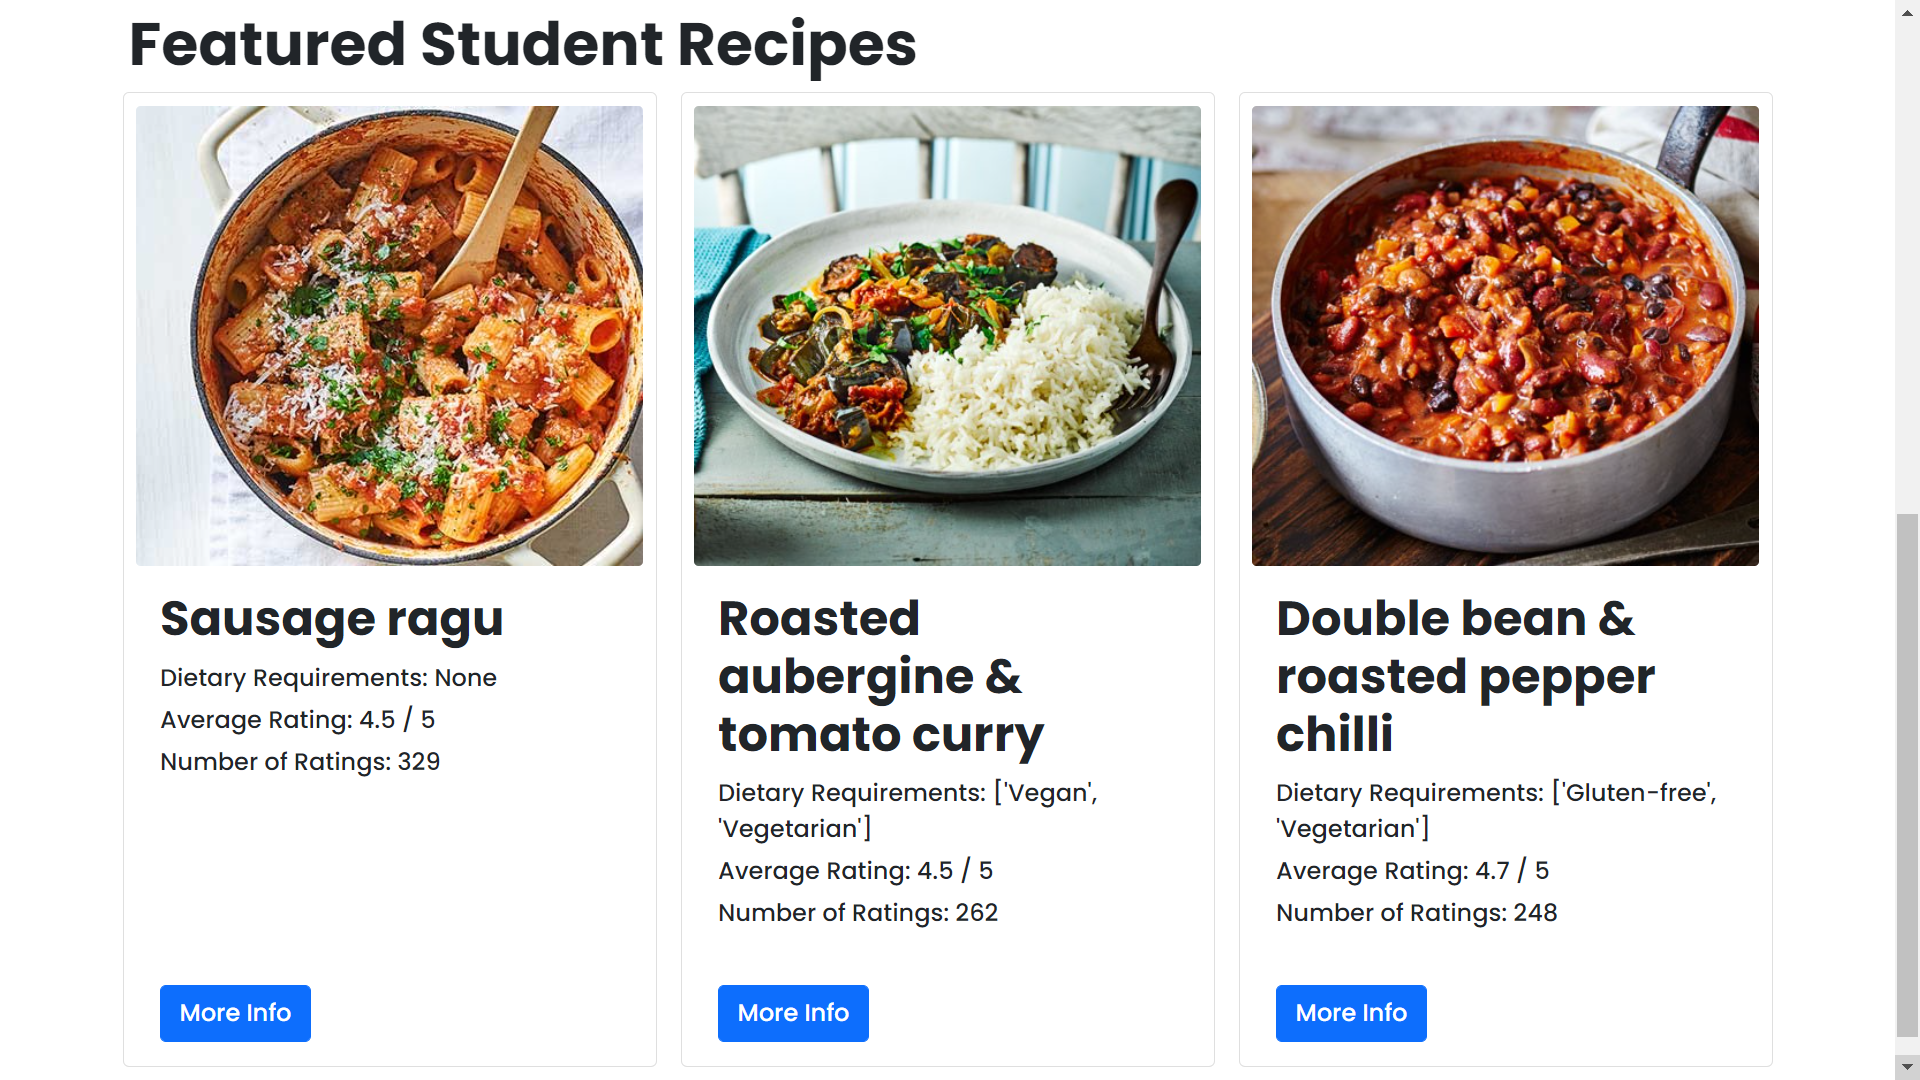 Featured Student Recipes
Sausage ragu
Dietary Requirements: None
Average Rating: 4.5 / 5
Number of Ratings: 329
More Info
Roasted
aubergine &
tomato curry
Dietary Requirements: ['Vegan',
'Vegetarian']
Average Rating: 4.5 / 5
Number of Ratings: 262
More Info
Double bean &
roasted pepper
chilli
Dietary Requirements: ['Gluten-free',
'Vegetarian']
Average Rating: 4.7 / 5
Number of Ratings: 248
More Info